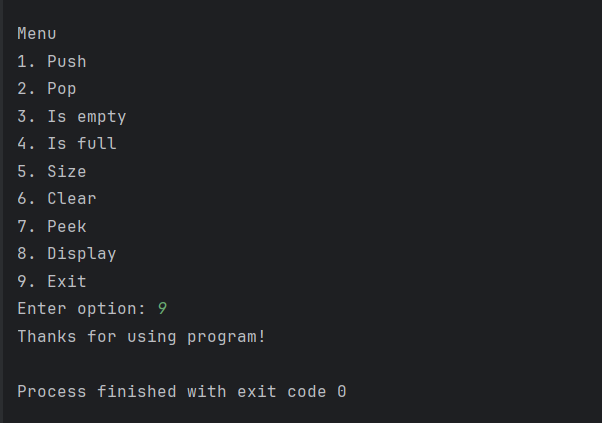 Menu
1. Push
2. Pop
3. Is empty
4. Is full
5. Size
6. Clear
7. Peek
8. Display
9. Exit
Enter option: 9
Thanks for using program!
Process finished with exit code 0